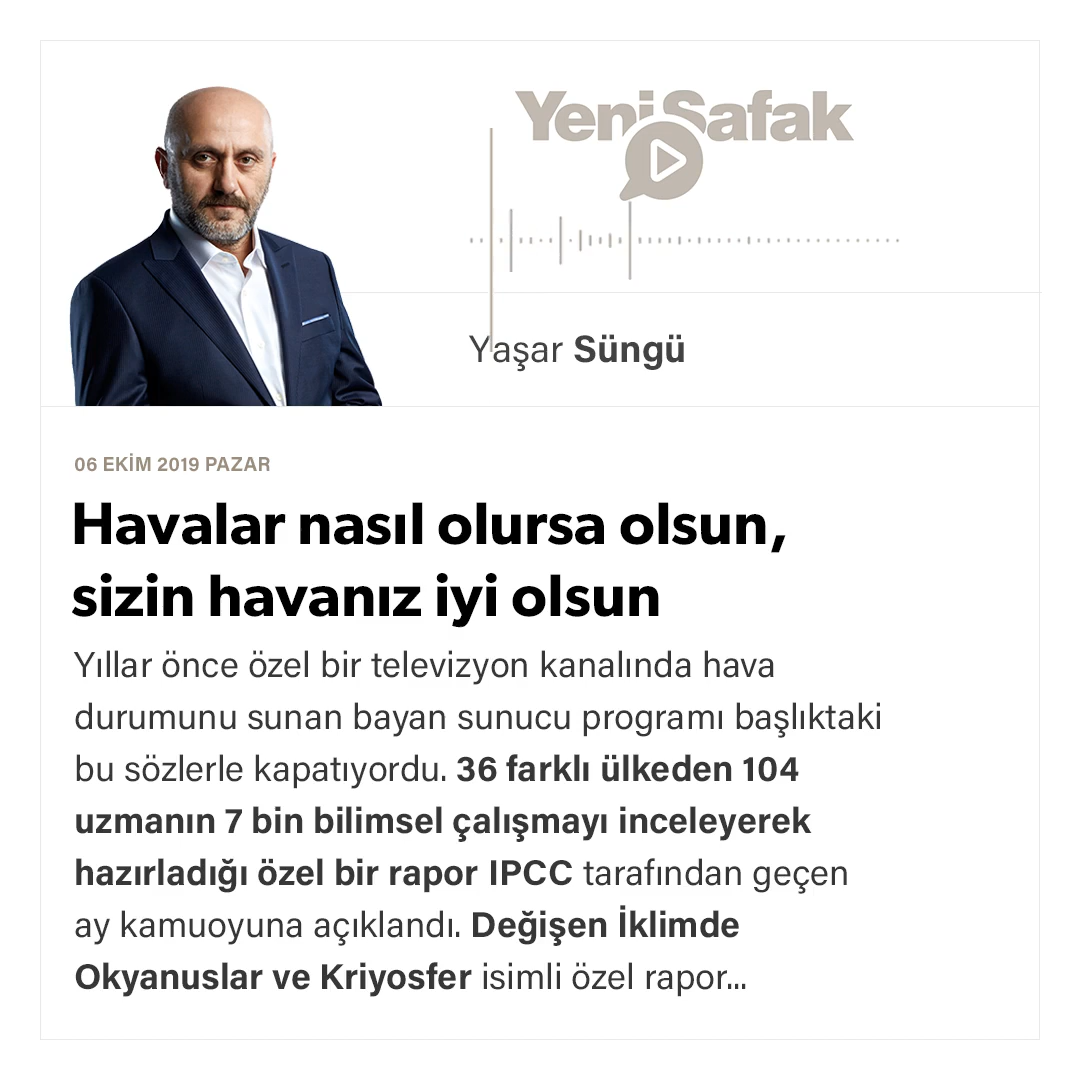 YeniSafak
Yaşar Süngü
06 EKİM 2019 PAZAR
Havalar nasıl olursa olsun,
sizin havanız iyi olsun
Yıllar önce özel bir televizyon kanalında hava
durumunu sunan bayan sunucu programı başlıktaki
bu sözlerle kapatıyordu. 36 farklı ülkeden 104
uzmanın 7 bin bilimsel çalışmayı inceleyerek
hazırladığı özel bir rapor IPCC tarafından geçen
ay kamuoyuna açıklandı. Değişen İklimde
Okyanuslar ve Kriyosfer isimli özel rapor...